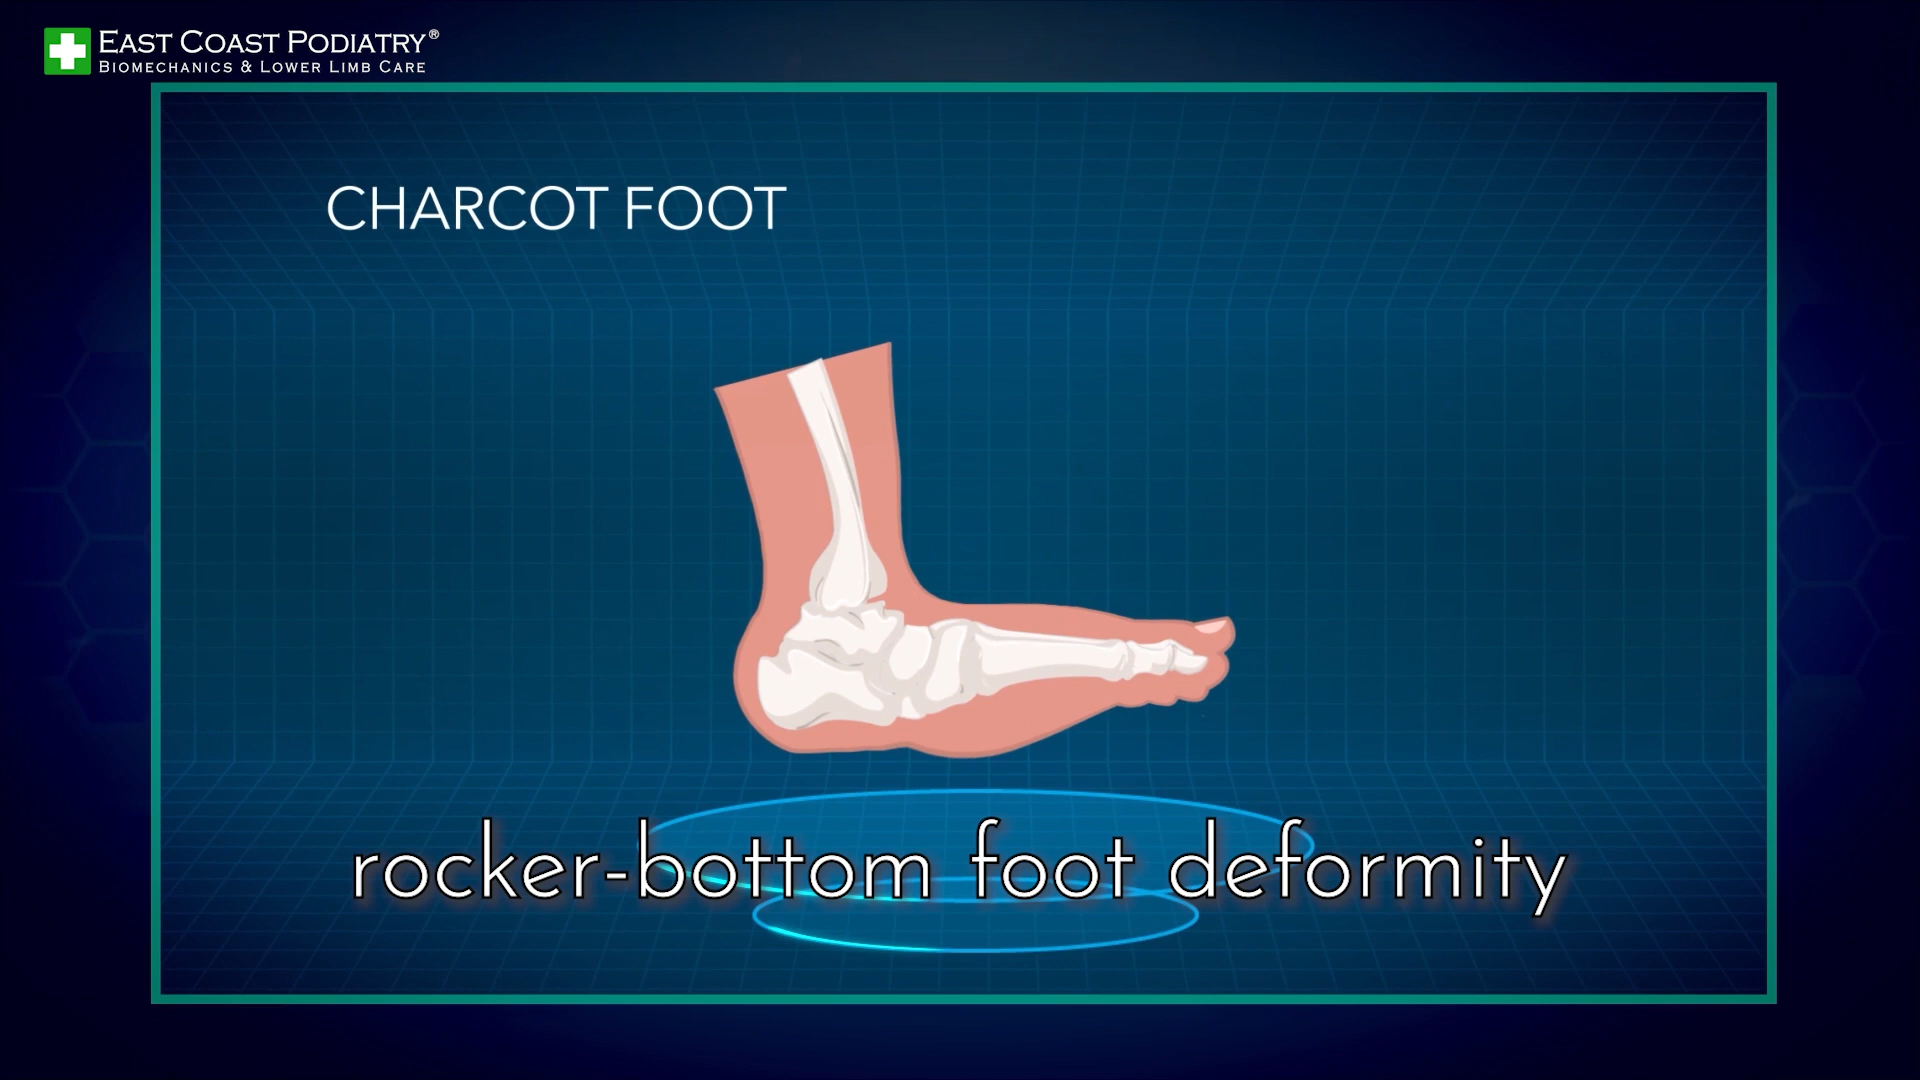 EAST COAST PODIATRY®
BIOMECHANICS & LOWER LIMB CARE
CHARCOT FOOT
rocker-bottom foot deformity